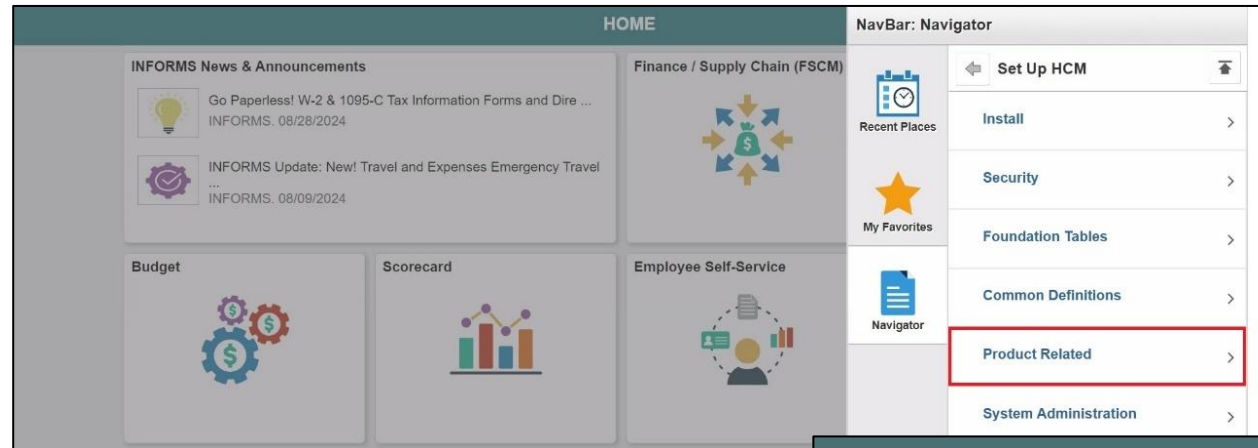 HOME
NavBar: Navigator
INFORMS News & Announcements
Go Paperless! W-2 & 1095-C Tax Information Forms and Dire ...
INFORMS. 08/28/2024
INFORMS Update: New! Travel and Expenses Emergency Travel
...
INFORMS. 08/09/2024
Finance / Supply Chain (FSCM)
$
Budget
$
$
$
Scorecard
Employee Self-Service
Recent Places
My Favorites
Navigator
Set Up HCM
Install
Security
Foundation Tables
Common Definitions
Product Related
System Administration